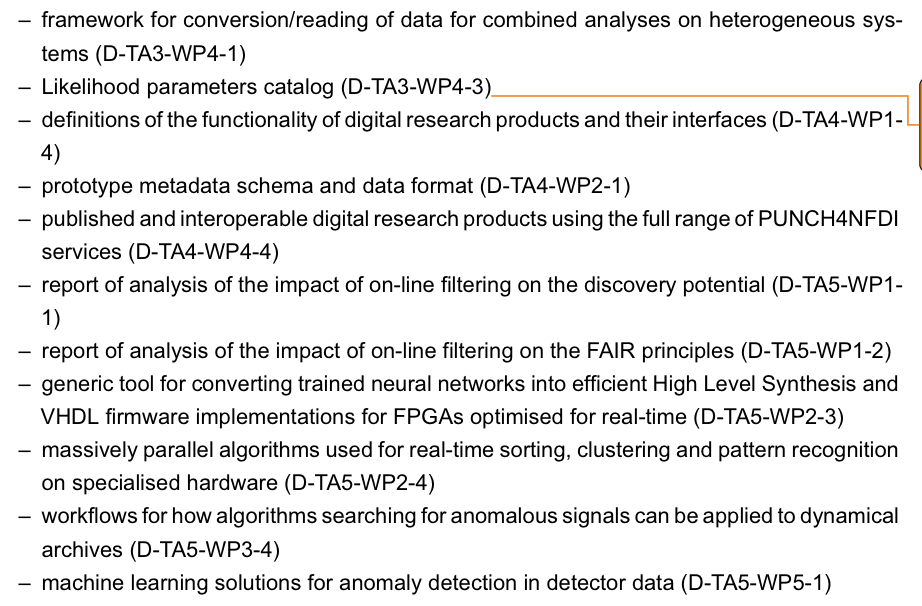 – framework for conversion/reading of data for combined analyses on heterogeneous sys-
tems (D-TA3-WP4-1)
– Likelihood parameters catalog (D-TA3-WP4-3)
– definitions of the functionality of digital research products and their interfaces (D-TA4-WP1-
4)
– prototype metadata schema and data format (D-TA4-WP2-1)
– published and interoperable digital research products using the full range of PUNCH4NFDI
services (D-TA4-WP4-4)
– report of analysis of the impact of on-line filtering on the discovery potential (D-TA5-WP1-
1)
– report of analysis of the impact of on-line filtering on the FAIR principles (D-TA5-WP1-2)
– generic tool for converting trained neural networks into efficient High Level Synthesis and
VHDL firmware implementations for FPGAs optimised for real-time (D-TA5-WP2-3)
– massively parallel algorithms used for real-time sorting, clustering and pattern recognition
on specialised hardware (D-TA5-WP2-4)
– workflows for how algorithms searching for anomalous signals can be applied to dynamical
archives (D-TA5-WP3-4)
– machine learning solutions for anomaly detection in detector data (D-TA5-WP5-1)